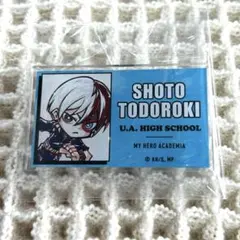 SHOTO
TODOROKI
U.A. HIGH SCHOOL
MY HERO ACADEMIA
© KH/S, MP